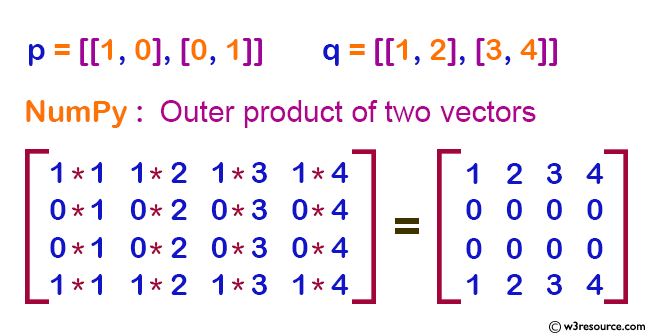 p = [[1, 0], [0, 1]] q = [[1, 2], [3, 4]]
NumPy : Outer product of two vectors
1*1 1*2 1*3 1*4 1 2 3 4
0*1 0*2 0*3 0*4 = 0 0 0 0
0*1 0*2 0*3 0*4 0 0 0 0
1*1 1*2 1*3 1*4 1 2 3 4
© w3resource.com